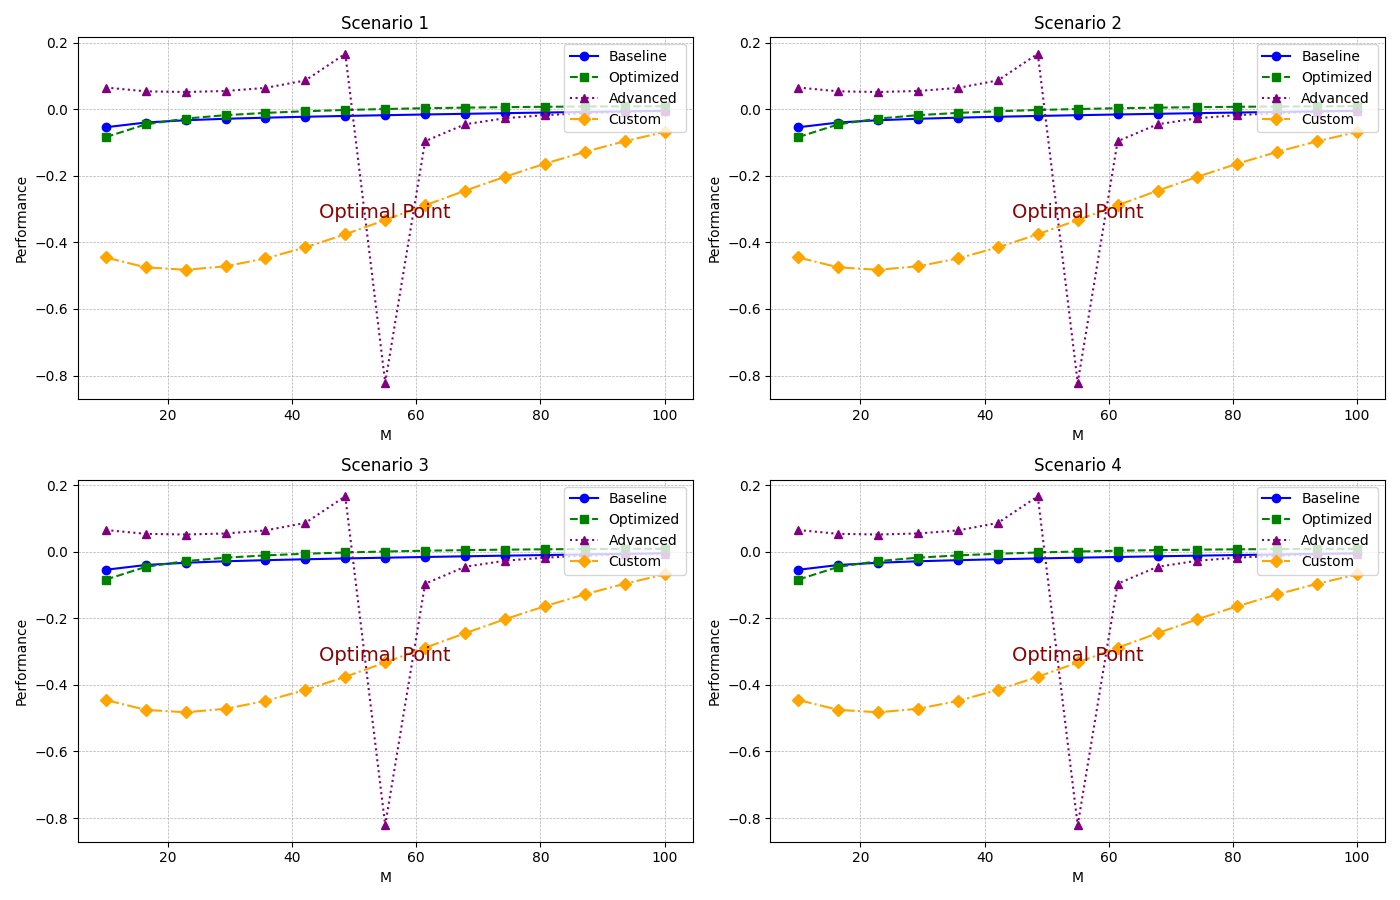 Scenario 1
0.2
0.0
−0.2
−0.4
−0.6
−0.8
Performance
Baseline
Optimized
Advanced
Custom
Optimal Point
20 40 60 80 100
M
Scenario 2
0.2
0.0
−0.2
−0.4
−0.6
−0.8
Performance
Baseline
Optimized
Advanced
Custom
Optimal Point
20 40 60 80 100
M
Scenario 3
0.2
0.0
−0.2
−0.4
−0.6
−0.8
Performance
Baseline
Optimized
Advanced
Custom
Optimal Point
20 40 60 80 100
M
Scenario 4
0.2
0.0
−0.2
−0.4
−0.6
−0.8
Performance
Baseline
Optimized
Advanced
Custom
Optimal Point
20 40 60 80 100
M